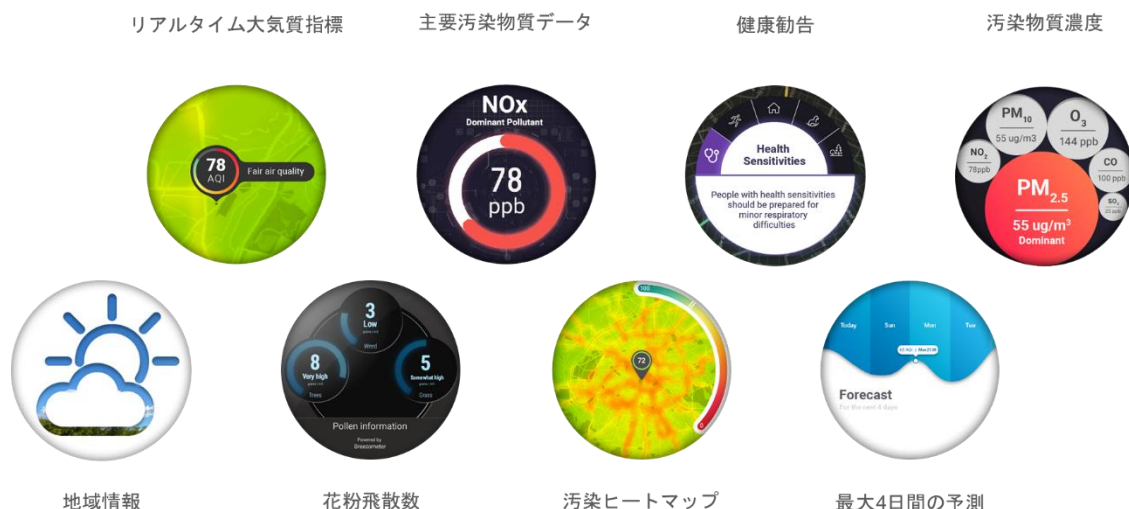 リアルタイム大気質指標
主要汚染物質データ
健康勧告
汚染物質濃度
78
AQI
Fair air quality
NOx
Dominant Pollutant
78
ppb
Health
Sensitivities
People with health sensitivities
should be prepared for
minor respiratory
difficulties
PM10
55 ug/m3
O3
144 ppb
NO2
78ppb
CO
100 ppb
SO2
PM2.5
55 ug/m³
Dominant
3
Low
Weed
8
Very high
Trees
5
Somewhat high
Grass
Pollen information
Powered by
Breezometer
100
72
0
Today
Sun
Mon
Tue
Forecast
For the next 4 days
地域情報
花粉飛散数
汚染ヒートマップ
最大4日間の予測